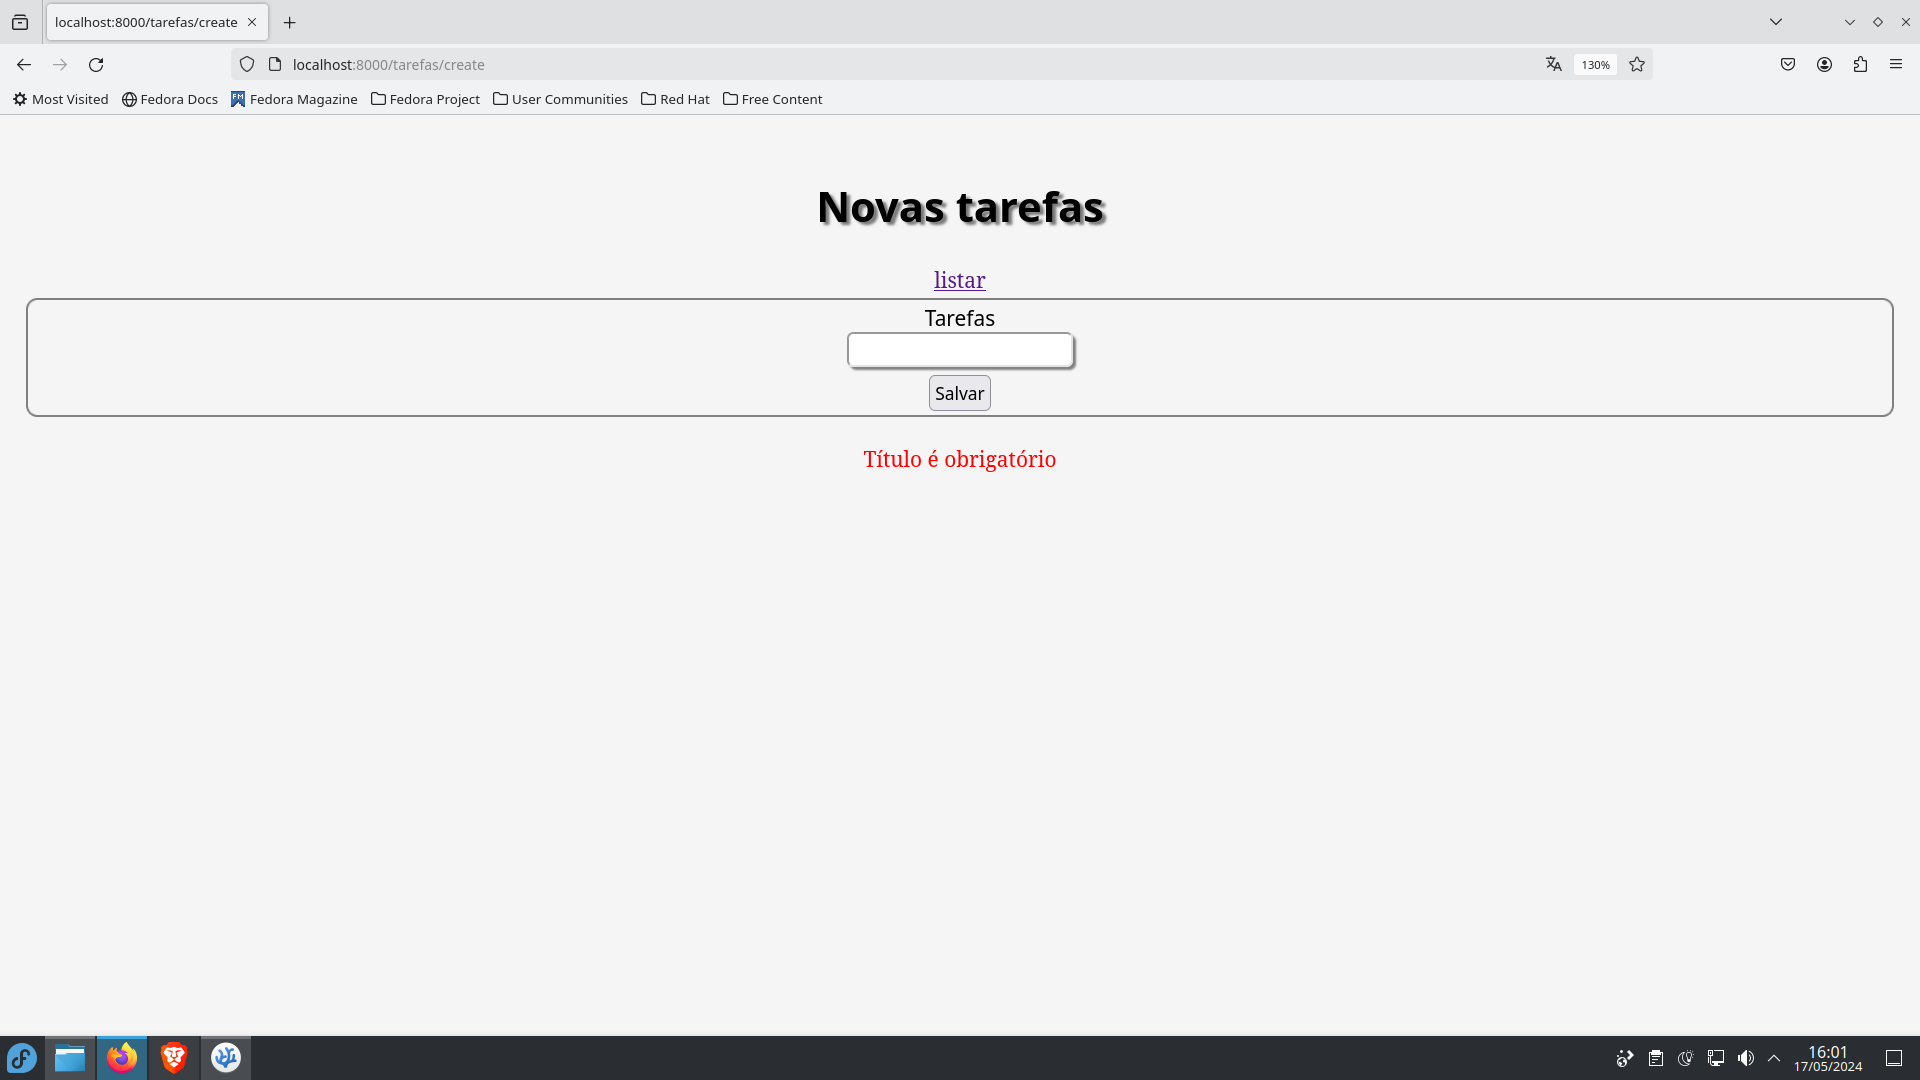 localhost:8000/tarefas/create
localhost:8000/tarefas/create
130%
Most Visited Fedora Docs Fedora Magazine Fedora Project User Communities Red Hat Free Content
Novas tarefas
listar
Tarefas
Salvar
Título é obrigatório
16:01
17/05/2024